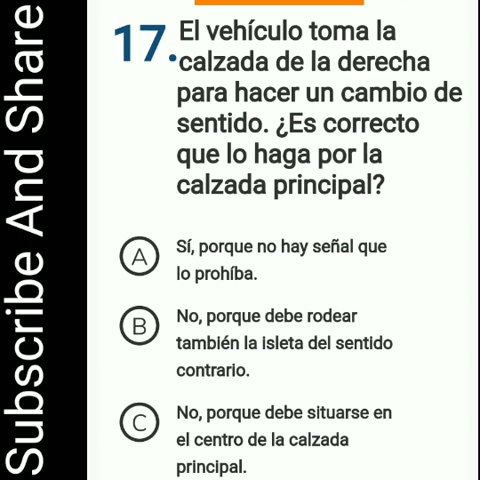 Subscribe And Share
17. El vehículo toma la
calzada de la derecha
para hacer un cambio de
sentido. ¿Es correcto
que lo haga por la
calzada principal?
A Sí, porque no hay señal que
lo prohíba.
B No, porque debe rodear
también la isleta del sentido
contrario.
C No, porque debe situarse en
el centro de la calzada
principal.